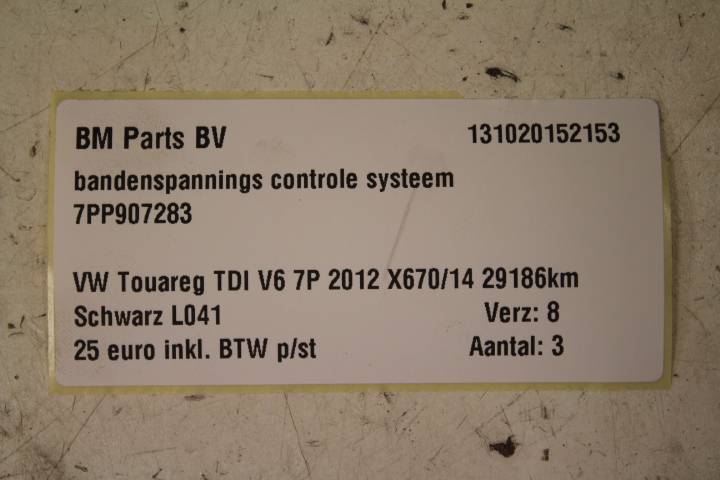 BM Parts BV 131020152153
bandenspannings controle systeem
7PP907283
VW Touareg TDI V6 7P 2012 X670/14 29186km
Schwarz L041 Verz: 8
25 euro inkl. BTW p/st Aantal: 3